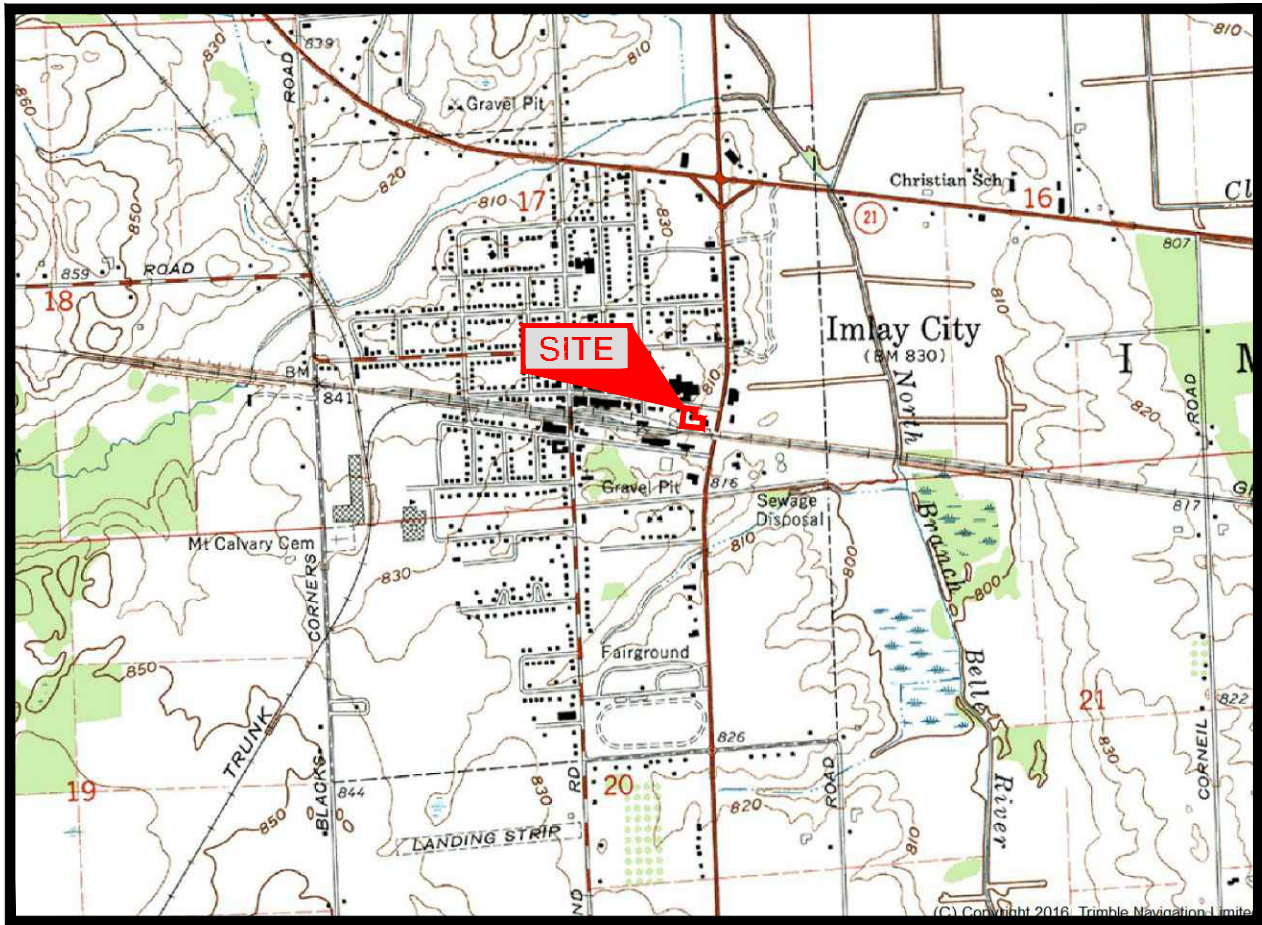 810
839
830
810
ROAD
Gravel Pit
860
820
Christian Sch
16
17
810
830
21
Cl
850
807
859
ROAD
18
810
Imlay City
(BM 830)
SITE
I
M
BM
810
North
ROAD
841
820
Gravel Pit
816
Sewage
Disposal
817
G
Branch
Mt Calvary Cem
810
CORNERS
830
800
800
Fairground
Belle
850
21
822
TRUNK
826
CORNEIL
19
BLACKS
844
830
RD
20
820
ROAD
River
830
850
LANDING STRIP
810
ND
(C) Copyright 2016, Trimble Navigation Limite